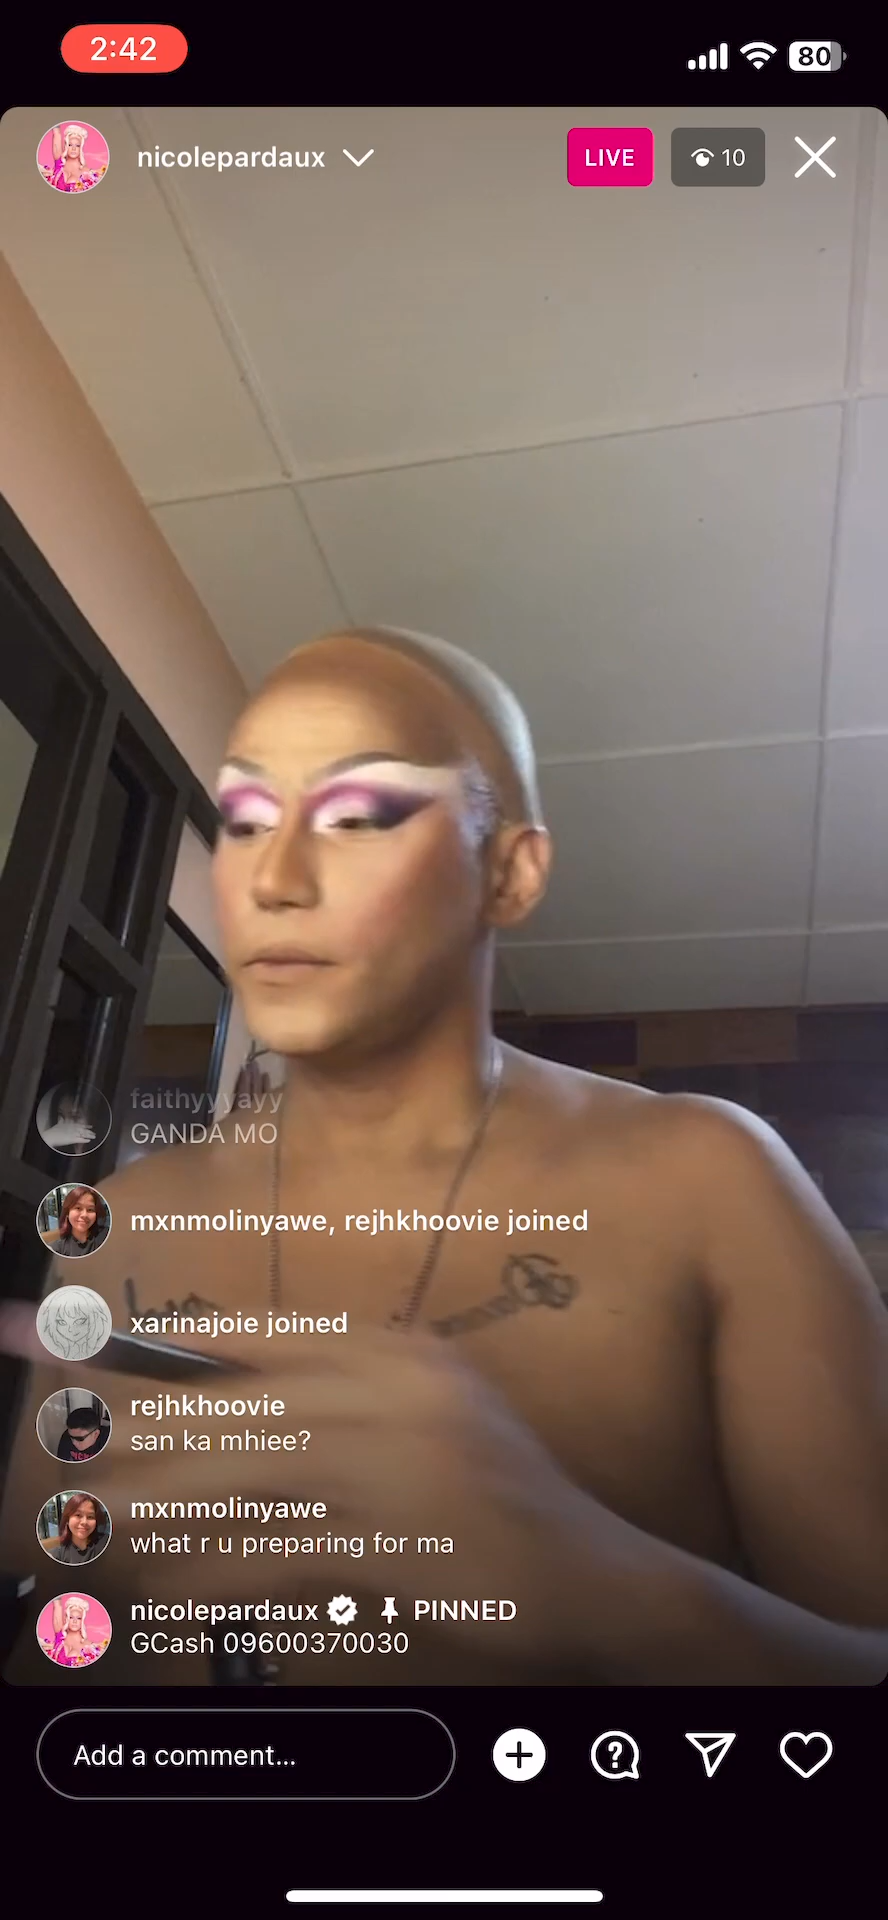 2:42
80
nicolepardaux
LIVE
10
faithyyyayy
GANDA MO
mxnmolinyawe, rejhkhoovie joined
xarinajoie joined
rejhkhoovie
san ka mhiee?
mxnmolinyawe
what r u preparing for ma
nicolepardaux PINNED
GCash 09600370030
Add a comment...